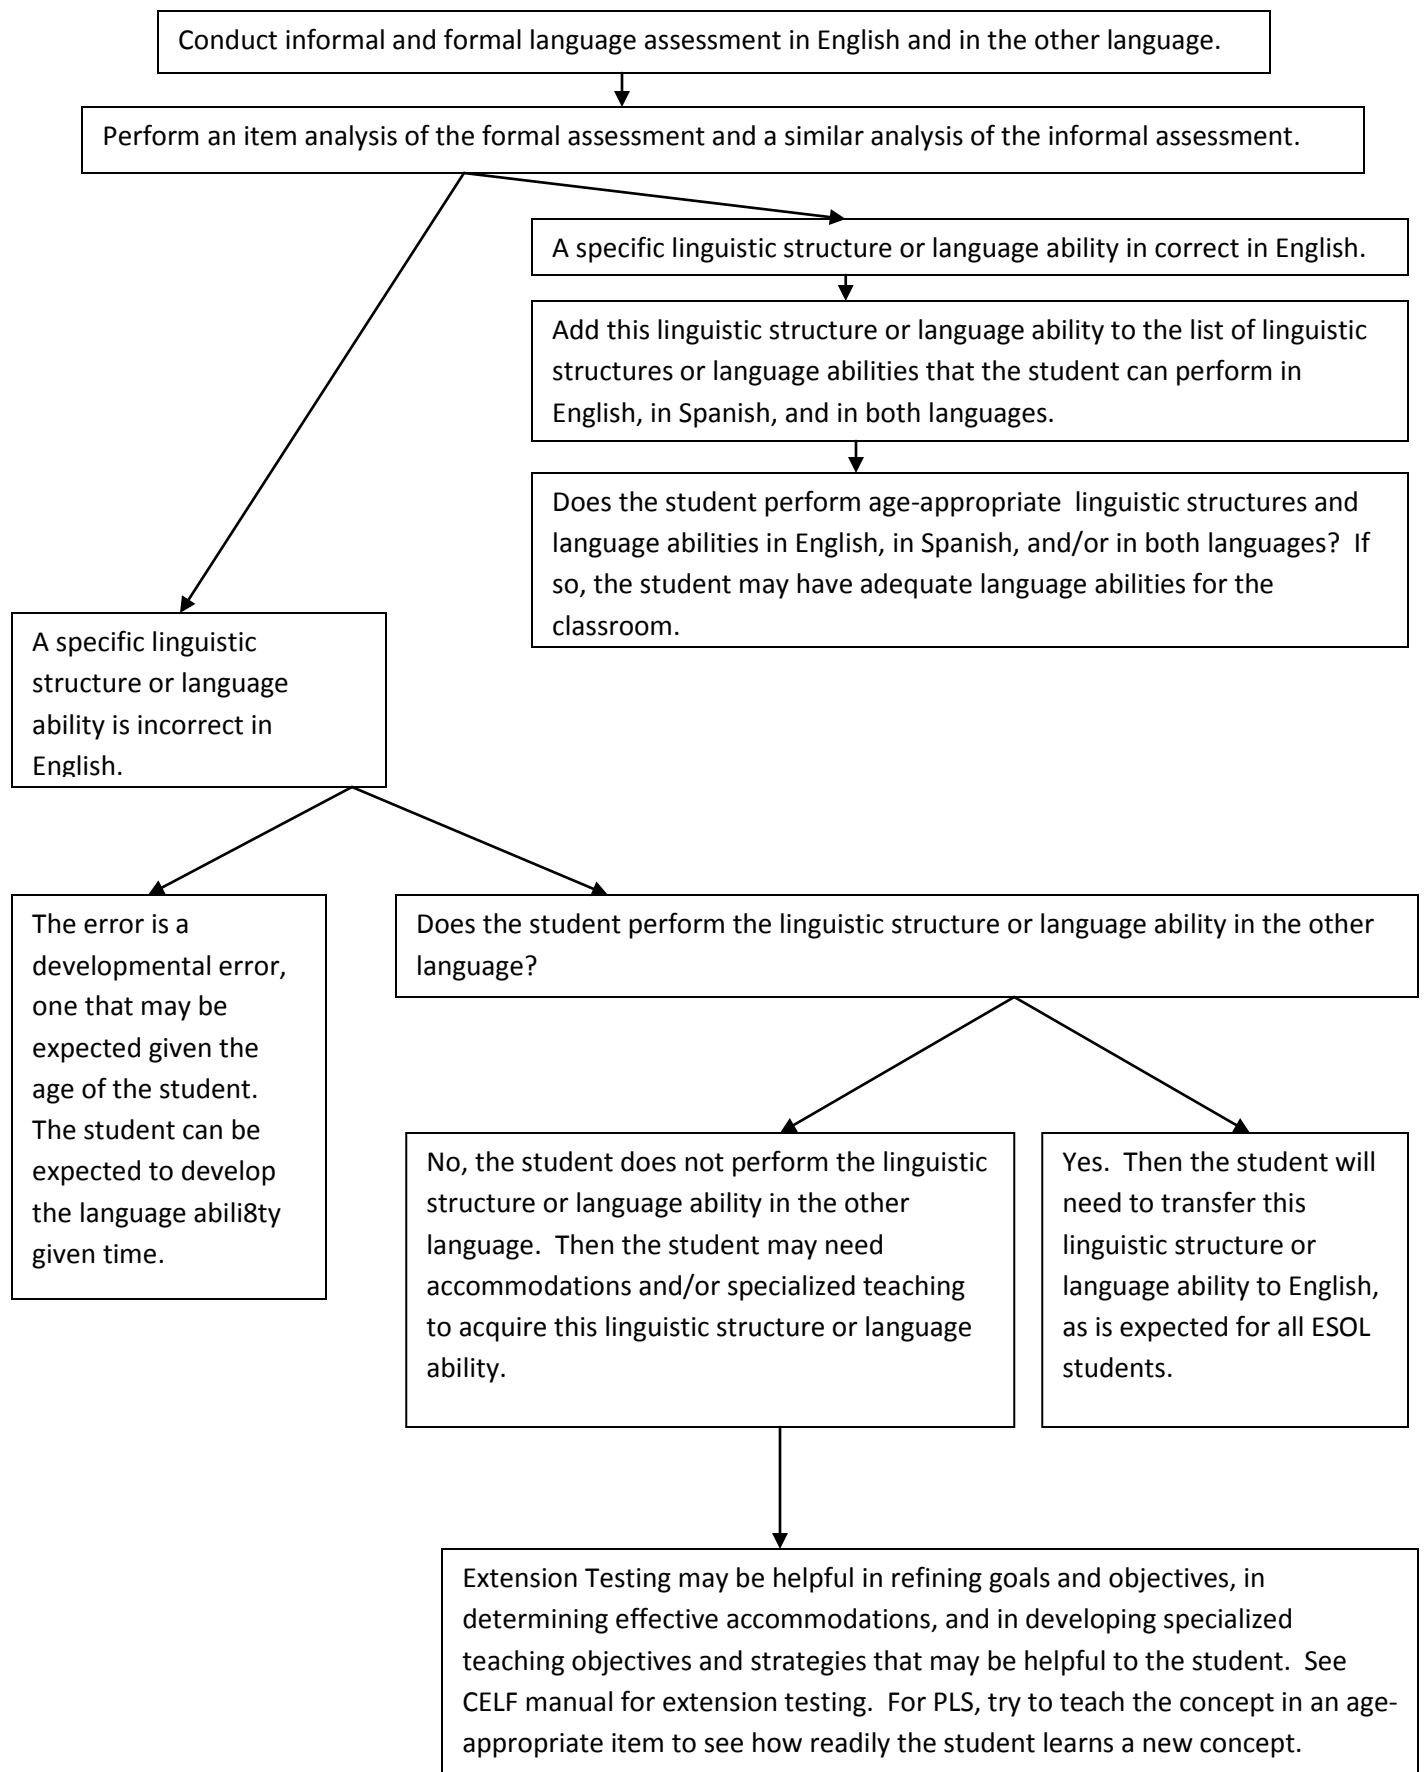 Conduct informal and formal language assessment in English and in the other language.
Perform an item analysis of the formal assessment and a similar analysis of the informal assessment.
A specific linguistic structure or language ability in correct in English.
Add this linguistic structure or language ability to the list of linguistic
structures or language abilities that the student can perform in
English, in Spanish, and in both languages.
Does the student perform age-appropriate  linguistic structures and
language abilities in English, in Spanish, and/or in both languages?  If
so, the student may have adequate language abilities for the
classroom.
A specific linguistic
structure or language
ability is incorrect in
English.
The error is a
developmental error,
one that may be
expected given the
age of the student.
The student can be
expected to develop
the language abili8ty
given time.
Does the student perform the linguistic structure or language ability in the other
language?
No, the student does not perform the linguistic
structure or language ability in the other
language.  Then the student may need
accommodations and/or specialized teaching
to acquire this linguistic structure or language
ability.
Yes.  Then the student will
need to transfer this
linguistic structure or
language ability to English,
as is expected for all ESOL
students.
Extension Testing may be helpful in refining goals and objectives, in
determining effective accommodations, and in developing specialized
teaching objectives and strategies that may be helpful to the student.  See
CELF manual for extension testing.  For PLS, try to teach the concept in an age-
appropriate item to see how readily the student learns a new concept.